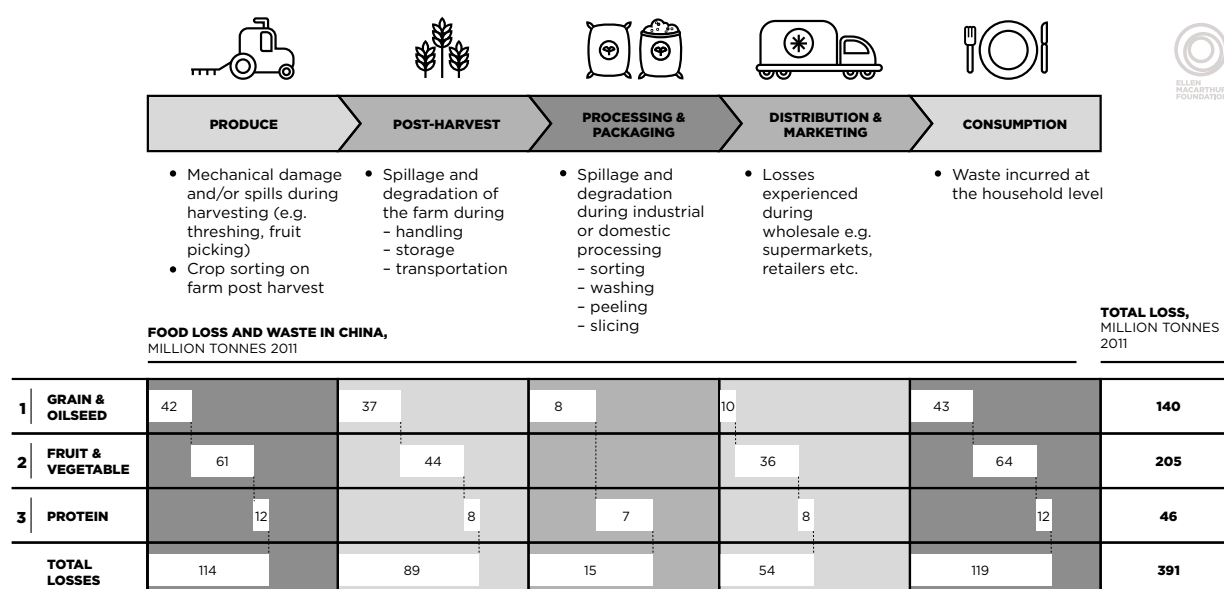 ELLEN
MACARTHUR
FOUNDATION
PRODUCE
POST-HARVEST
PROCESSING &
PACKAGING
DISTRIBUTION &
MARKETING
CONSUMPTION
• Mechanical damage
and/or spills during
harvesting (e.g.
threshing, fruit
picking)
• Crop sorting on
farm post harvest
• Spillage and
degradation of
the farm during
– handling
– storage
– transportation
• Spillage and
degradation
during industrial
or domestic
processing
– sorting
– washing
– peeling
– slicing
• Losses
experienced
during
wholesale e.g.
supermarkets,
retailers etc.
• Waste incurred at
the household level
FOOD LOSS AND WASTE IN CHINA,
MILLION TONNES 2011
TOTAL LOSS,
MILLION TONNES
2011
1 GRAIN &
OILSEED
42 37 8 10 43 140
2 FRUIT &
VEGETABLE
61 44 36 64 205
3 PROTEIN
12 8 7 8 12 46
TOTAL
LOSSES
114 89 15 54 119 391